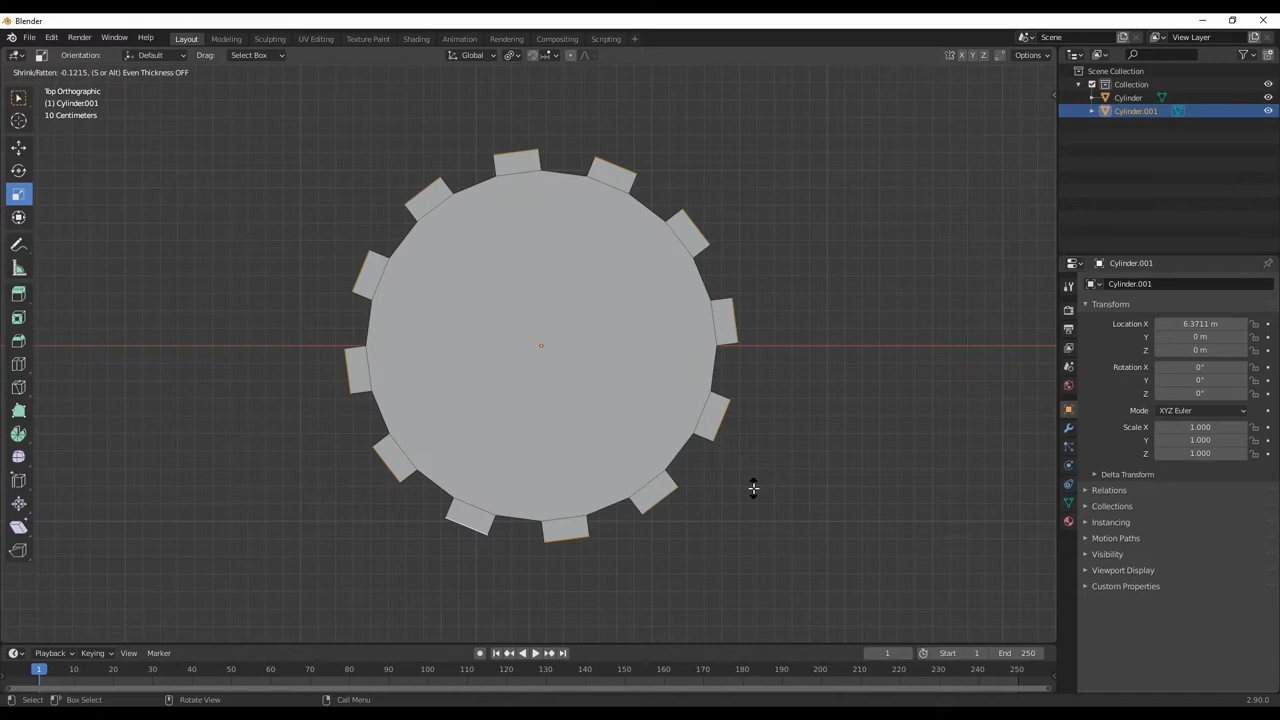 Blender
File Edit Render Window Help Layout Modeling Sculpting UV Editing Texture Paint Shading Animation Rendering Compositing Scripting + Scene View Layer
Orientation: Default Drag: Select Box Global X Y Z Options
Shrink/Fatten: -0.1215, (S or Alt) Even Thickness OFF
Top Orthographic
(1) Cylinder.001
10 Centimeters
Scene Collection
Collection
Cylinder
Cylinder.001
Cylinder.001
Cylinder.001
Transform
Location X 6.3711 m
Y 0 m
Z 0 m
Rotation X 0°
Y 0°
Z 0°
Mode XYZ Euler
Scale X 1.000
Y 1.000
Z 1.000
Delta Transform
Relations
Collections
Instancing
Motion Paths
Visibility
Viewport Display
Custom Properties
Playback Keying View Marker 1 Start 1 End 250
1 10 20 30 40 50 60 70 80 90 100 110 120 130 140 150 160 170 180 190 200 210 220 230 240 250
Select Box Select Rotate View Call Menu 2.90.0